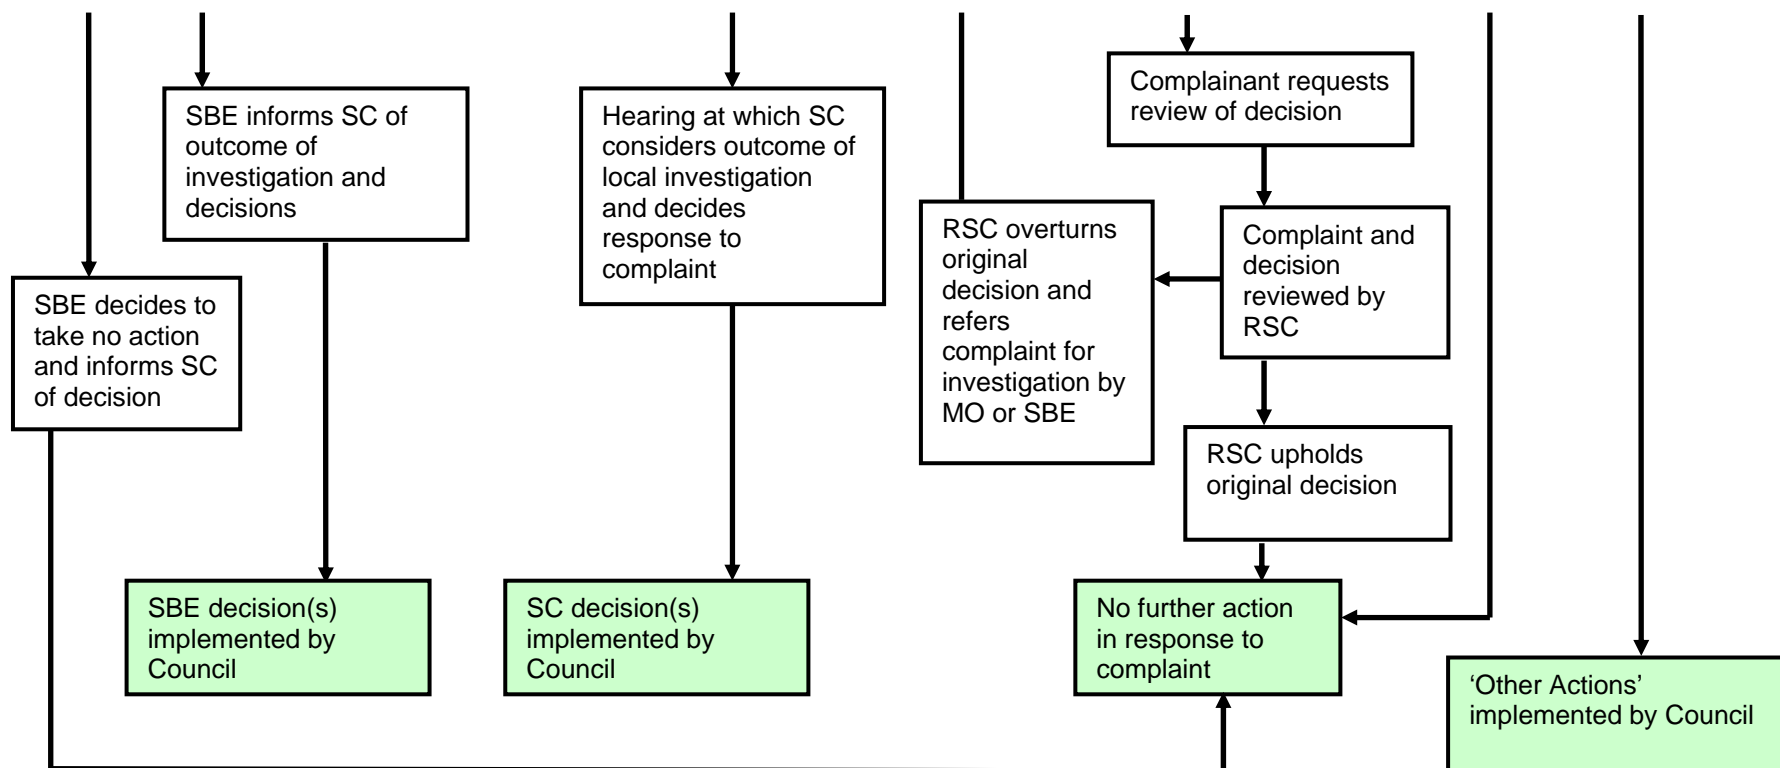 Complainant requests
review of decision
SBE informs SC of
outcome of
investigation and
decisions
Hearing at which SC
considers outcome of
local investigation
and decides
response to
complaint
RSC overturns
original
decision and
refers
complaint for
investigation by
MO or SBE
Complaint and
decision
reviewed by
RSC
SBE decides to
take no action
and informs SC
of decision
RSC upholds
original decision
SBE decision(s)
implemented by
Council
SC decision(s)
implemented by
Council
No further action
in response to
complaint
‘Other Actions’
implemented by Council